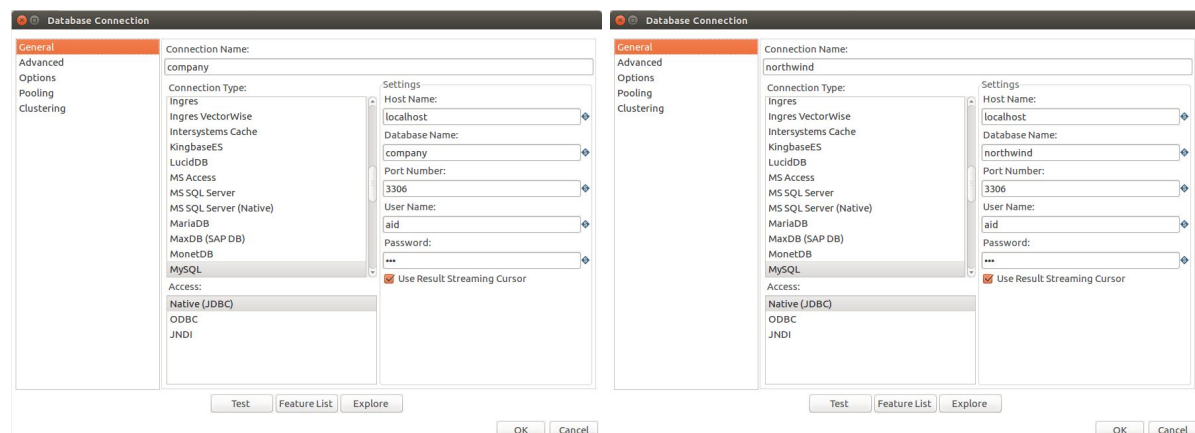 Database Connection
General
Advanced
Options
Pooling
Clustering
Connection Name:
company
Connection Type:
Ingres
Ingres VectorWise
Intersystems Cache
KingbaseES
LucidDB
MS Access
MS SQL Server
MS SQL Server (Native)
MariaDB
MaxDB (SAP DB)
MonetDB
MySQL
Access:
Native (JDBC)
ODBC
JNDI
Settings
Host Name:
localhost
Database Name:
company
Port Number:
3306
User Name:
aid
Password:
•••
Use Result Streaming Cursor
Test Feature List Explore
OK Cancel
Database Connection
General
Advanced
Options
Pooling
Clustering
Connection Name:
northwind
Connection Type:
Ingres
Ingres VectorWise
Intersystems Cache
KingbaseES
LucidDB
MS Access
MS SQL Server
MS SQL Server (Native)
MariaDB
MaxDB (SAP DB)
MonetDB
MySQL
Access:
Native (JDBC)
ODBC
JNDI
Settings
Host Name:
localhost
Database Name:
northwind
Port Number:
3306
User Name:
aid
Password:
•••
Use Result Streaming Cursor
Test Feature List Explore
OK Cancel